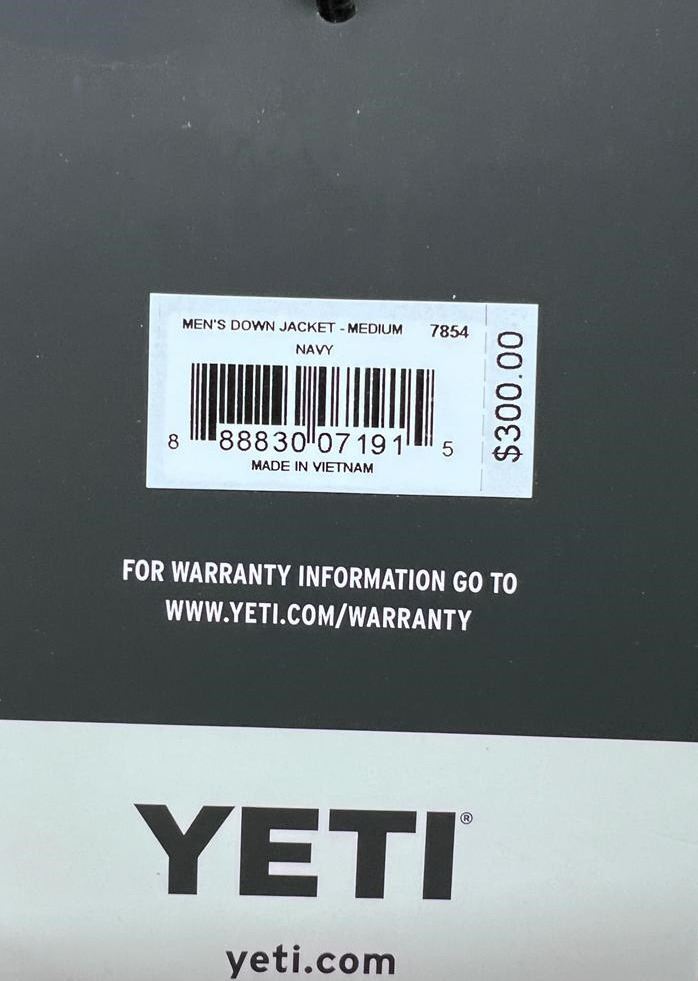 MEN'S DOWN JACKET - MEDIUM 7854
NAVY
$300.00
8 88830 07191 5
MADE IN VIETNAM
FOR WARRANTY INFORMATION GO TO
WWW.YETI.COM/WARRANTY
YETI®
yeti.com